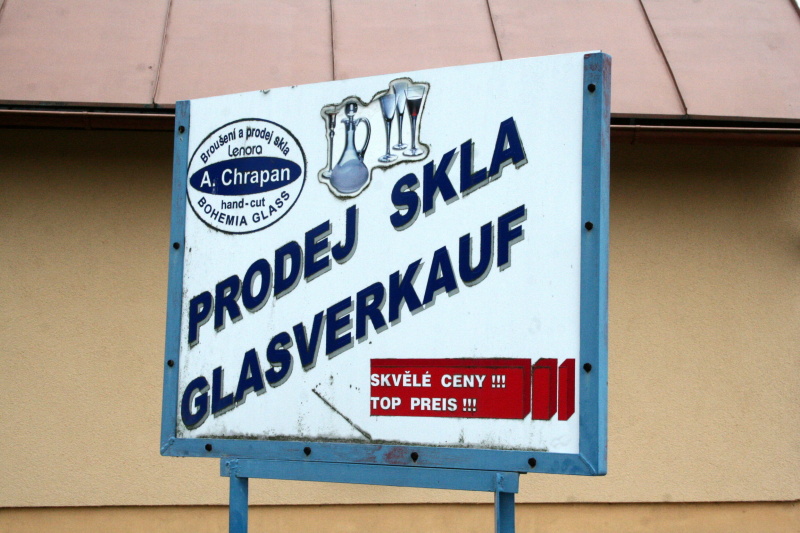 Broušení a prodej skla
Lenora
A. Chrapan
hand-cut
BOHEMIA GLASS
PRODEJ SKLA
GLASVERKAUF
SKVĚLÉ CENY !!!
TOP PREIS !!!